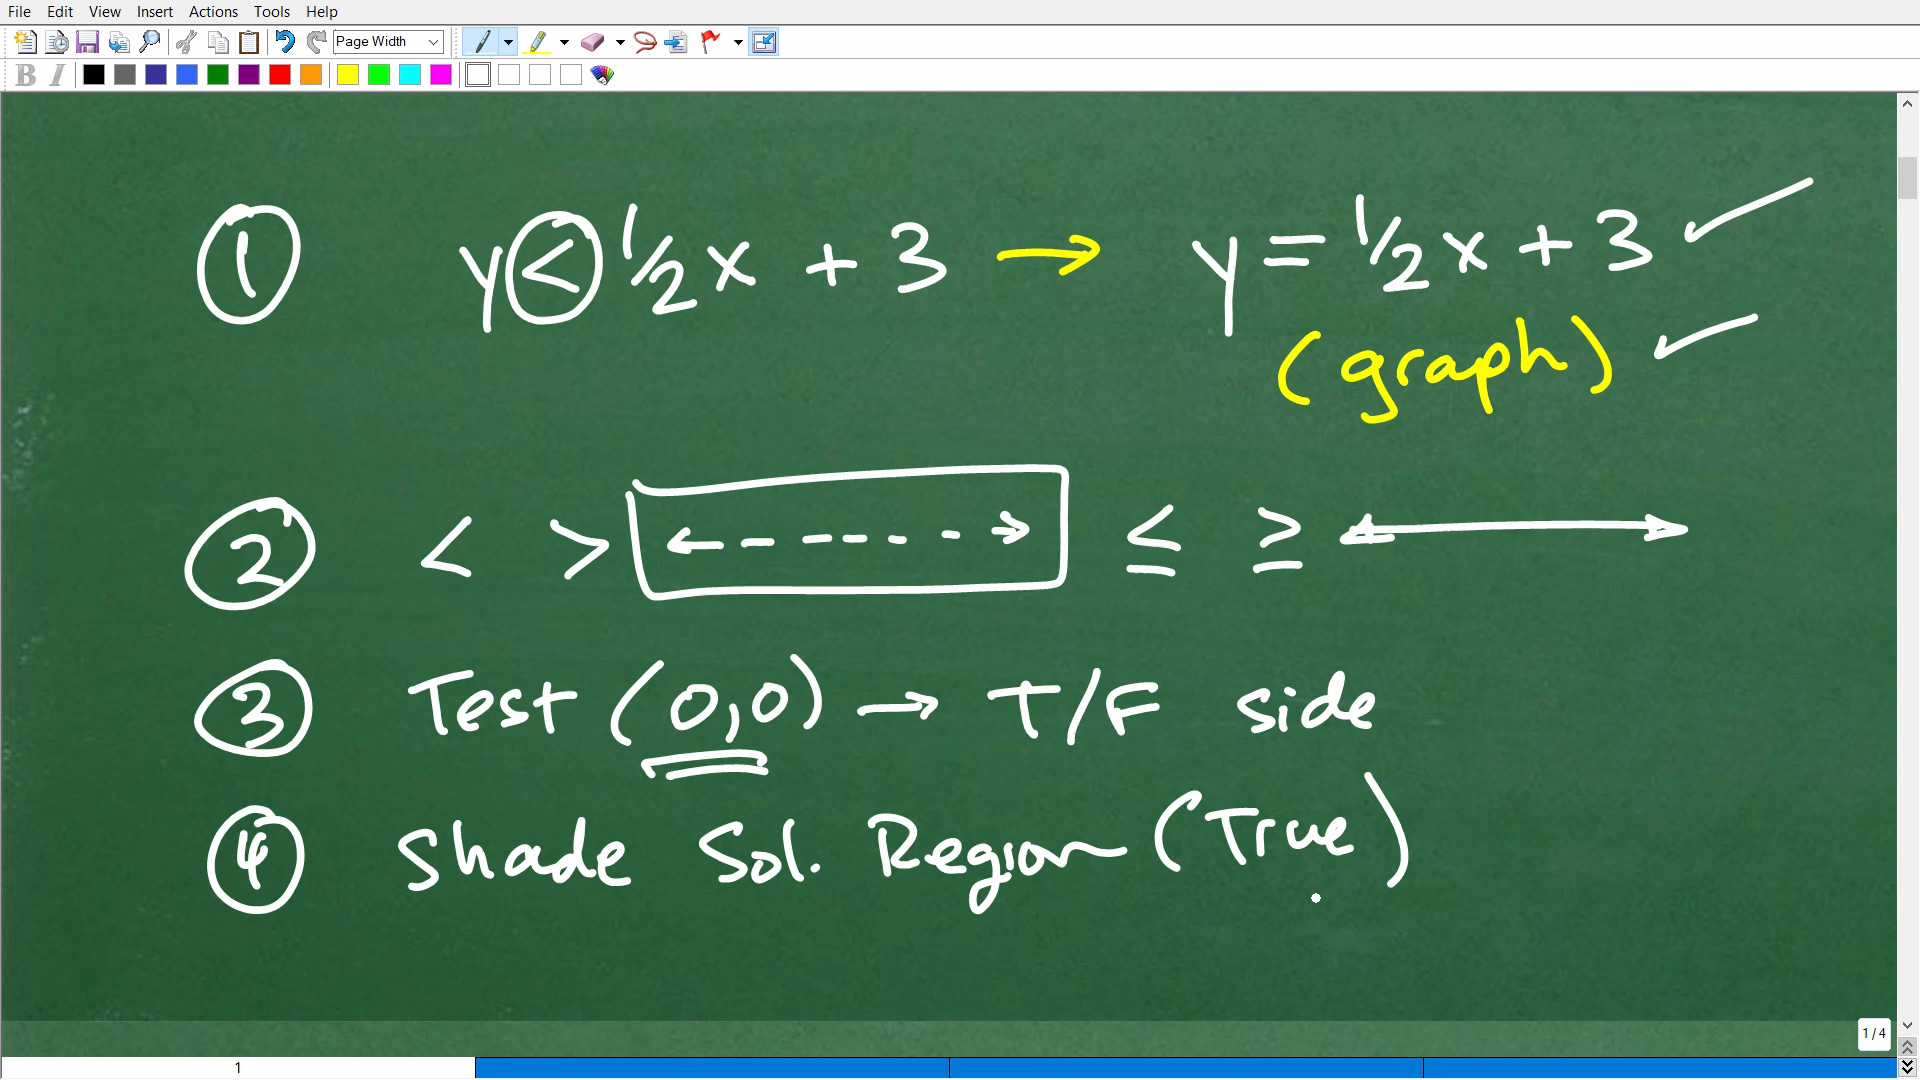 File Edit View Insert Actions Tools Help
Page Width
B I
① y < ½x + 3 → y = ½x + 3 ✓
(graph) ✓
② < > ≤ ≥
③ Test (0,0) → T/F side
④ Shade Sol. Region (True)
1 / 4
1